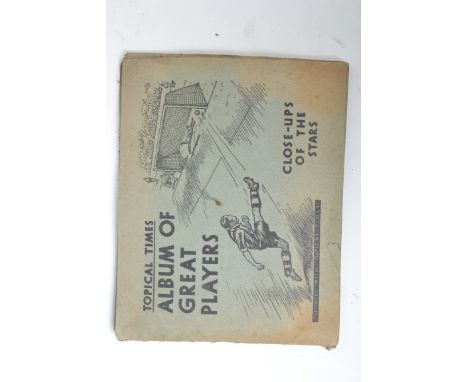 TOPICAL TIMES
ALBUM OF
GREAT
PLAYERS
CLOSE-UPS
OF THE
STARS